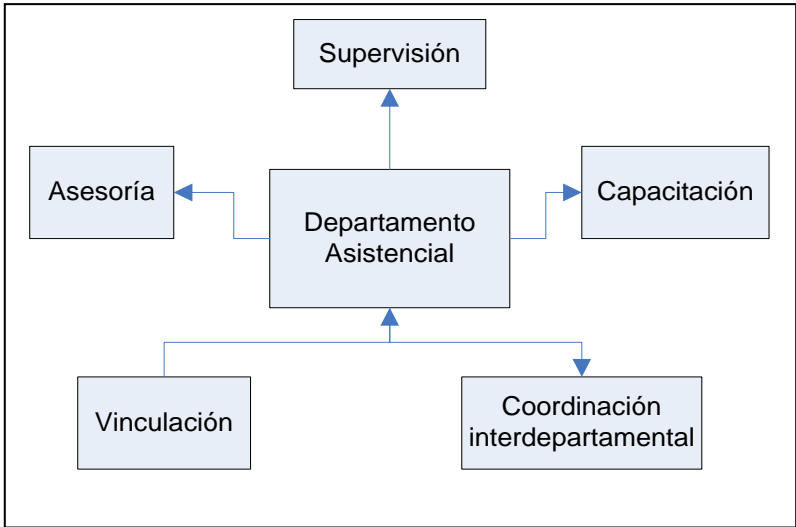 Supervisión
Asesoría
Capacitación
Departamento
Asistencial
Vinculación
Coordinación
interdepartamental